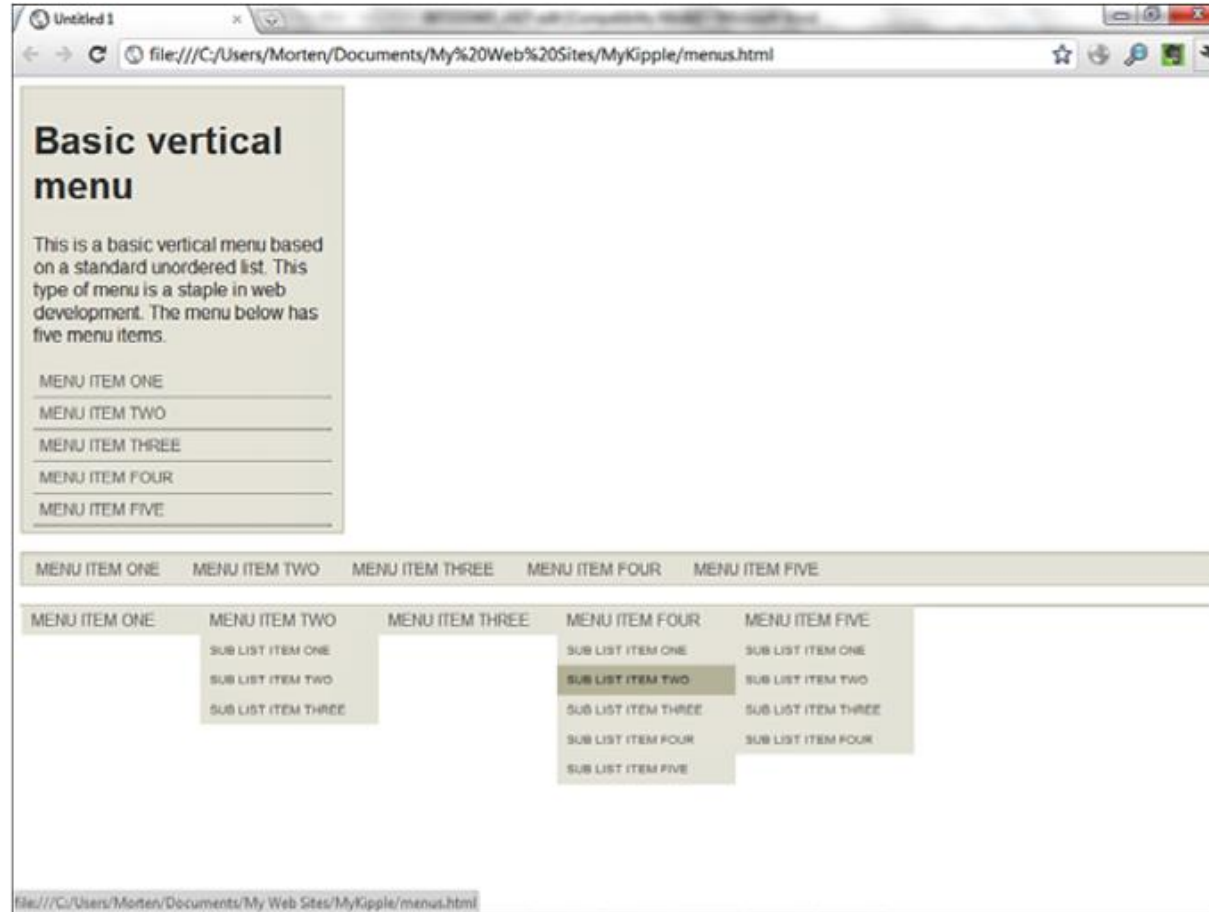 Untitled 1
file:///C:/Users/Morten/Documents/My%20Web%20Sites/MyKipple/menus.html
Basic vertical
menu
This is a basic vertical menu based
on a standard unordered list. This
type of menu is a staple in web
development. The menu below has
five menu items.
MENU ITEM ONE
MENU ITEM TWO
MENU ITEM THREE
MENU ITEM FOUR
MENU ITEM FIVE
MENU ITEM ONE MENU ITEM TWO MENU ITEM THREE MENU ITEM FOUR MENU ITEM FIVE
MENU ITEM ONE MENU ITEM TWO MENU ITEM THREE MENU ITEM FOUR MENU ITEM FIVE
SUB LIST ITEM ONE SUB LIST ITEM ONE SUB LIST ITEM ONE
SUB LIST ITEM TWO SUB LIST ITEM TWO SUB LIST ITEM TWO
SUB LIST ITEM THREE SUB LIST ITEM THREE SUB LIST ITEM THREE
SUB LIST ITEM FOUR SUB LIST ITEM FOUR
SUB LIST ITEM FIVE
file:///C:/Users/Morten/Documents/My Web Sites/MyKipple/menus.html